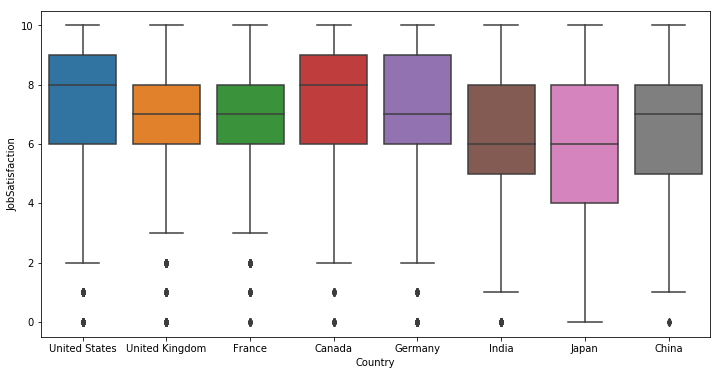 JobSatisfaction
10
8
6
4
2
0
United States United Kingdom France Canada Germany India Japan China
Country